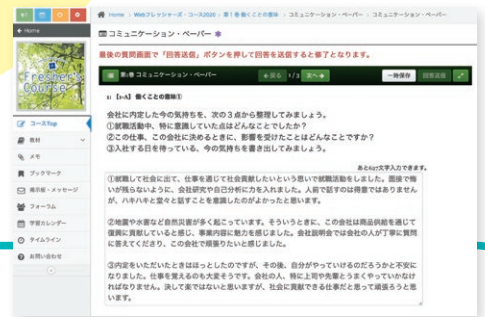 Home > Webフレッシャーズ・コース2020 > 第1巻 働くことの意味 > コミュニケーション・ペーパー > コミュニケーション・ペーパー
コミュニケーション・ペーパー
最後の質問画面で「回答送信」ボタンを押して回答を送信すると修了となります。
Home
Fresher's
Course
コースTop
教材
メモ
ブックマーク
掲示板・メッセージ
フォーラム
学習カレンダー
タイムライン
お問い合わせ
第1巻 コミュニケーション・ペーパー
戻る 1/3 次へ
一時保存
回答送信
1) 【1-A】 働くことの意味①
会社に内定した今の気持ちを、次の3点から整理してみましょう。
①就職活動中、特に意識していた点はどんなことでしたか？
②この仕事、この会社に決めるときに、影響を受けたことはどんなことですか？
③入社する日を待っている、今の気持ちを書き出してみましょう。
あと627文字入力できます。
①就職して社会に出て、仕事を通じて社会貢献したいという思いで就職活動をしました。面接で悔
いが残らないように、会社研究や自己分析に力を入れました。人前で話すのは得意ではありません
が、ハキハキと堂々と話すことを意識したのがよかったと思います。
②地震や水害など自然災害が多く起こっています。そういうときに、この会社は商品供給を通じて
復興に貢献していると感じ、事業内容に魅力を感じました。会社説明会では会社の人が丁寧に質問
に答えてくださり、この会社で頑張りたいと感じました。
③内定をいただいたときはほっとしたのですが、その後、自分がやっていけるのだろうかと不安に
なりました。仕事を覚えるのも大変そうです。会社の人、特に上司や先輩とうまくやっていかなけ
ればなりません。決して楽ではないと思いますが、社会に貢献できる仕事だと思って頑張ろうと思
います。